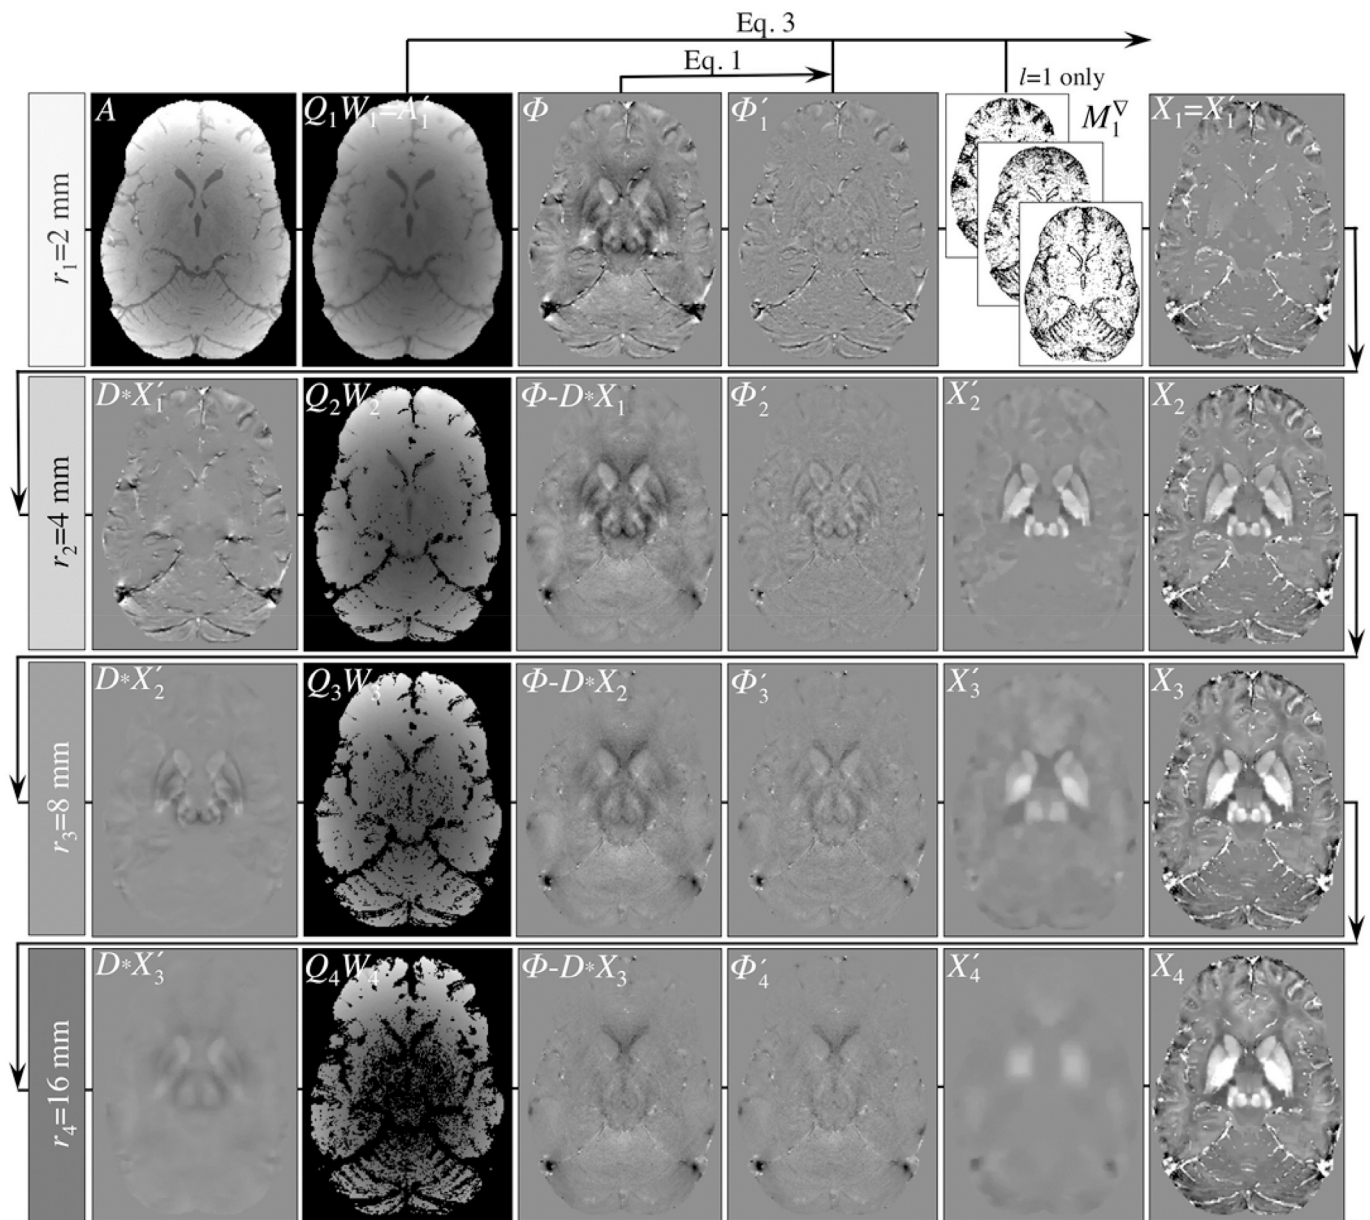 Eq. 3
Eq. 1
l=1 only
r₁=2 mm
A
Q₁W₁=A′₁
Φ
Φ′₁
M₁^∇
X₁=X′₁
r₂=4 mm
D*X′₁
Q₂W₂
Φ-D*X₁
Φ′₂
X′₂
X₂
r₃=8 mm
D*X′₂
Q₃W₃
Φ-D*X₂
Φ′₃
X′₃
X₃
r₄=16 mm
D*X′₃
Q₄W₄
Φ-D*X₃
Φ′₄
X′₄
X₄